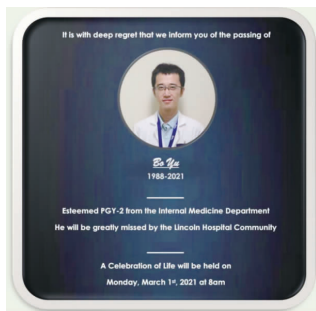 It is with deep regret that we inform you of the passing of
Bo Yu
1988-2021
Esteemed PGY-2 from the Internal Medicine Department
He will be greatly missed by the Lincoln Hospital Community
A Celebration of Life will be held on
Monday, March 1st, 2021 at 8am